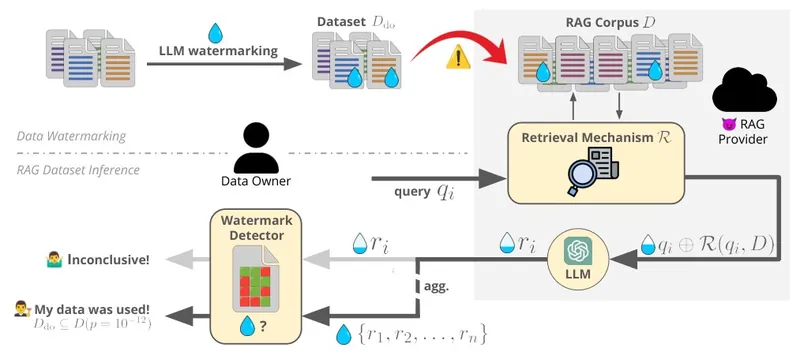 Dataset D_do
RAG Corpus D
LLM watermarking
RAG
Provider
Data Watermarking
RAG Dataset Inference
Data Owner
Retrieval Mechanism R
query q_i
Watermark
Detector
Inconclusive!
r_i
r_i
LLM
q_i ⊕ R(q_i, D)
agg.
My data was used!
D_do ⊆ D(p = 10^{-12})
?
{r_1, r_2, . . . , r_n}